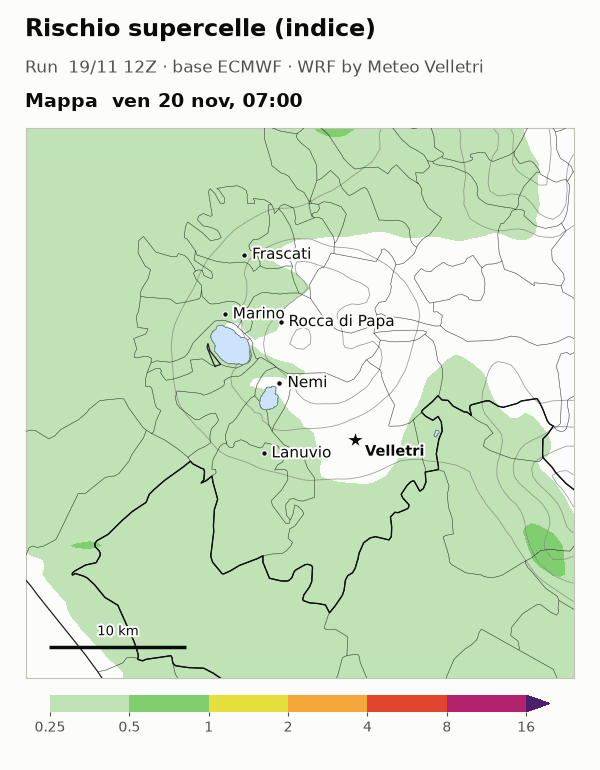 Rischio supercelle (indice)
Run  19/11 12Z · base ECMWF · WRF by Meteo Velletri
Mappa  ven 20 nov, 07:00
Frascati
Marino
Rocca di Papa
Nemi
Velletri
Lanuvio
10 km
0.25 0.5 1 2 4 8 16